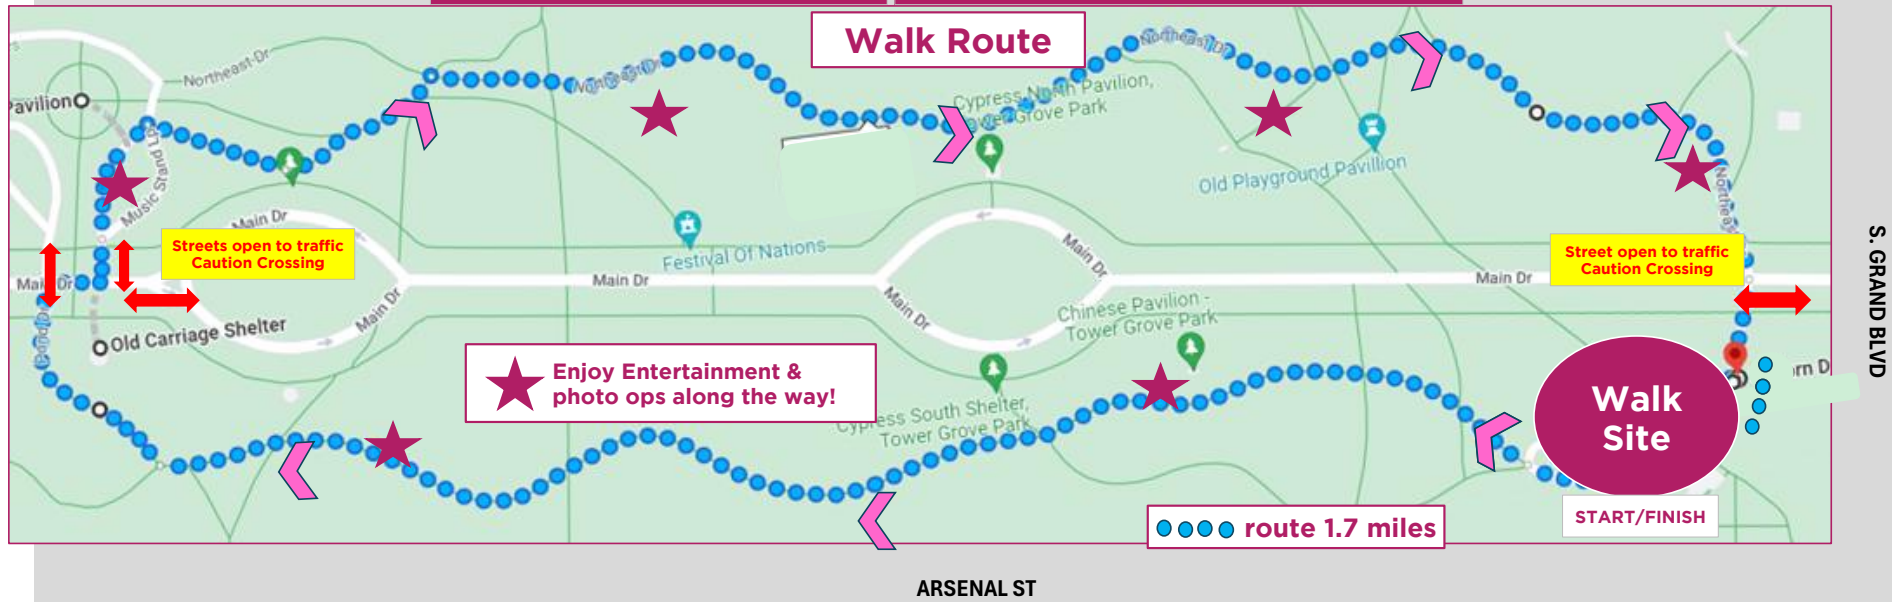 Walk Route
Northeast Dr
Northeast Dr
Northeast Dr
Cypress North Pavilion,
Tower Grove Park
Pavilion
Old Playground Pavillion
Music Stand
Main Dr
Streets open to traffic
Caution Crossing
Festival Of Nations
Main Dr
Street open to traffic
Caution Crossing
Main Dr
Main Dr
Main Dr
Main Dr
Main Dr
Old Carriage Shelter
Chinese Pavilion -
Tower Grove Park
Enjoy Entertainment &
photo ops along the way!
Cypress South Shelter,
Tower Grove Park
Walk
Site
START/FINISH
route 1.7 miles
S. GRAND BLVD
ARSENAL ST